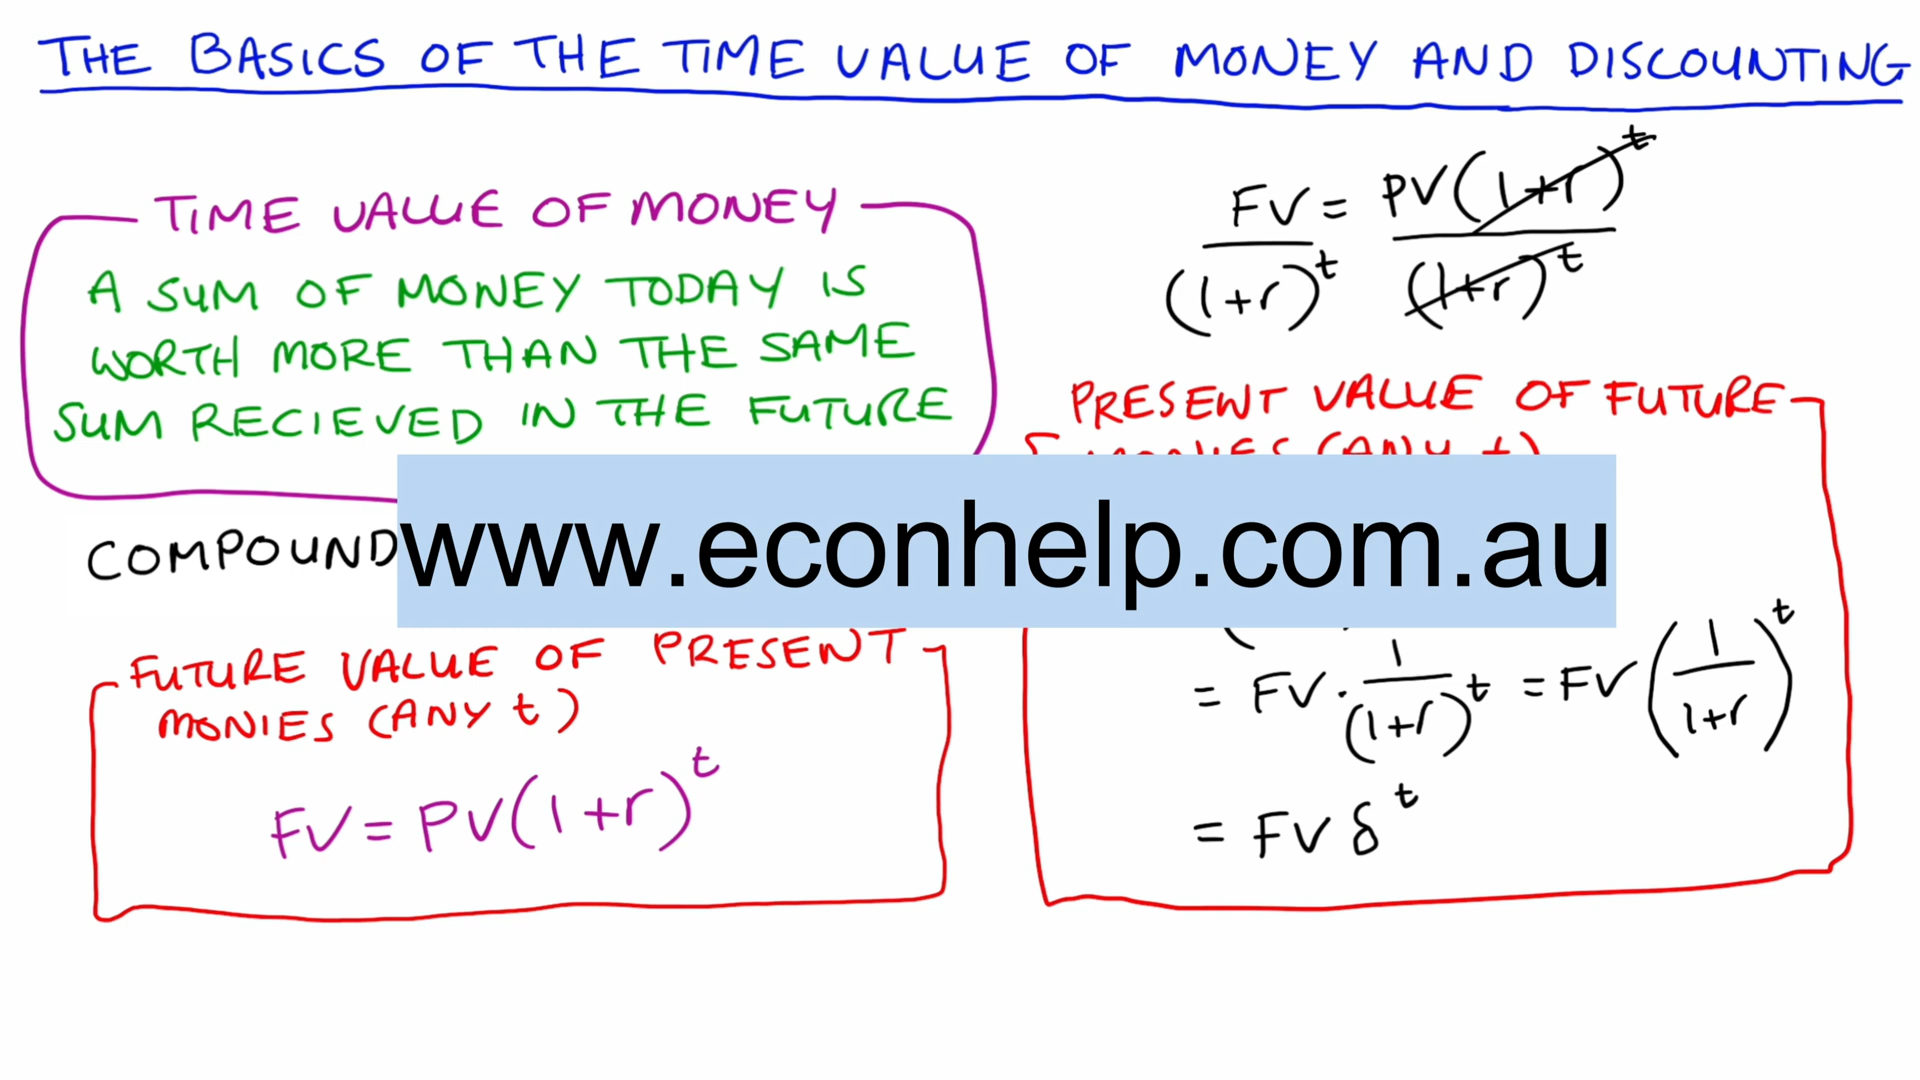 THE BASICS OF THE TIME VALUE OF MONEY AND DISCOUNTING
TIME VALUE OF MONEY
A SUM OF MONEY TODAY IS
WORTH MORE THAN THE SAME
SUM RECIEVED IN THE FUTURE
COMPOUND
FUTURE VALUE OF PRESENT
MONIES (ANY t)
FV = PV(1+r)^t
FV/(1+r)^t = PV(1+r)^t/(1+r)^t
PRESENT VALUE OF FUTURE
MONIES (ANY t)
= FV · 1/(1+r)^t = FV(1/(1+r))^t
= FV δ^t
www.econhelp.com.au